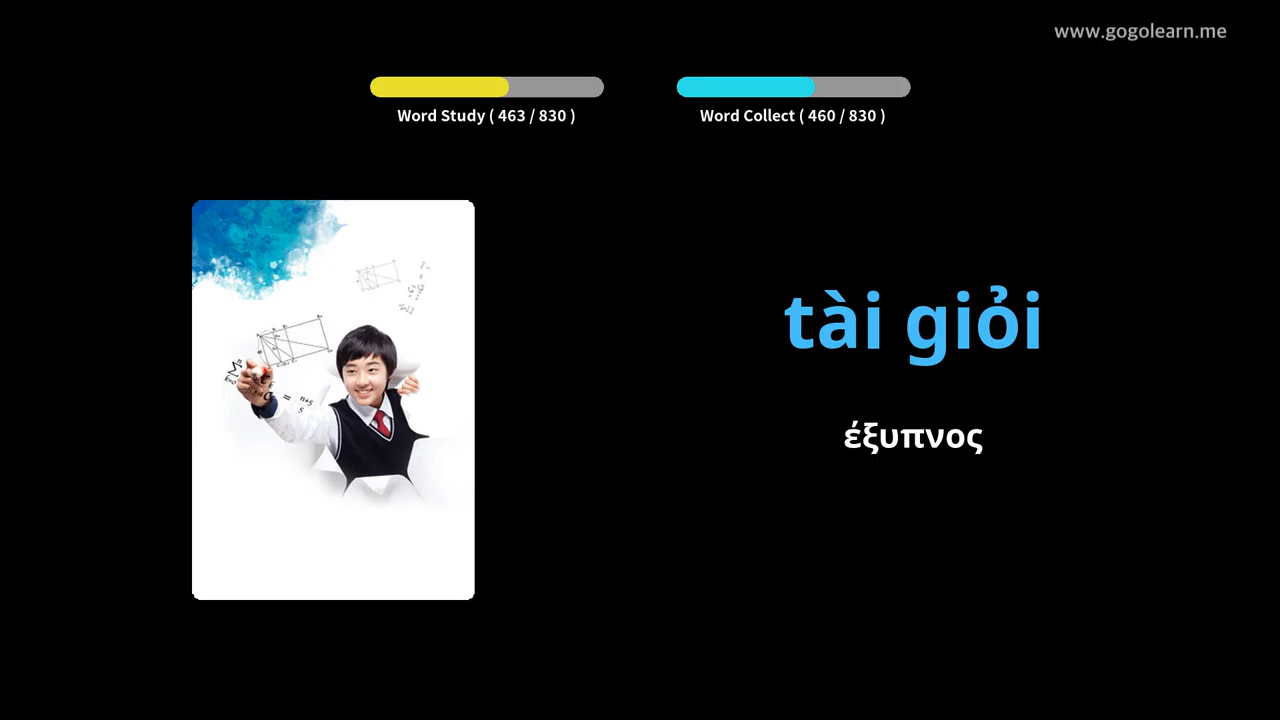 www.gogolearn.me
Word Study ( 463 / 830 )
Word Collect ( 460 / 830 )
tài giỏi
έξυπνος